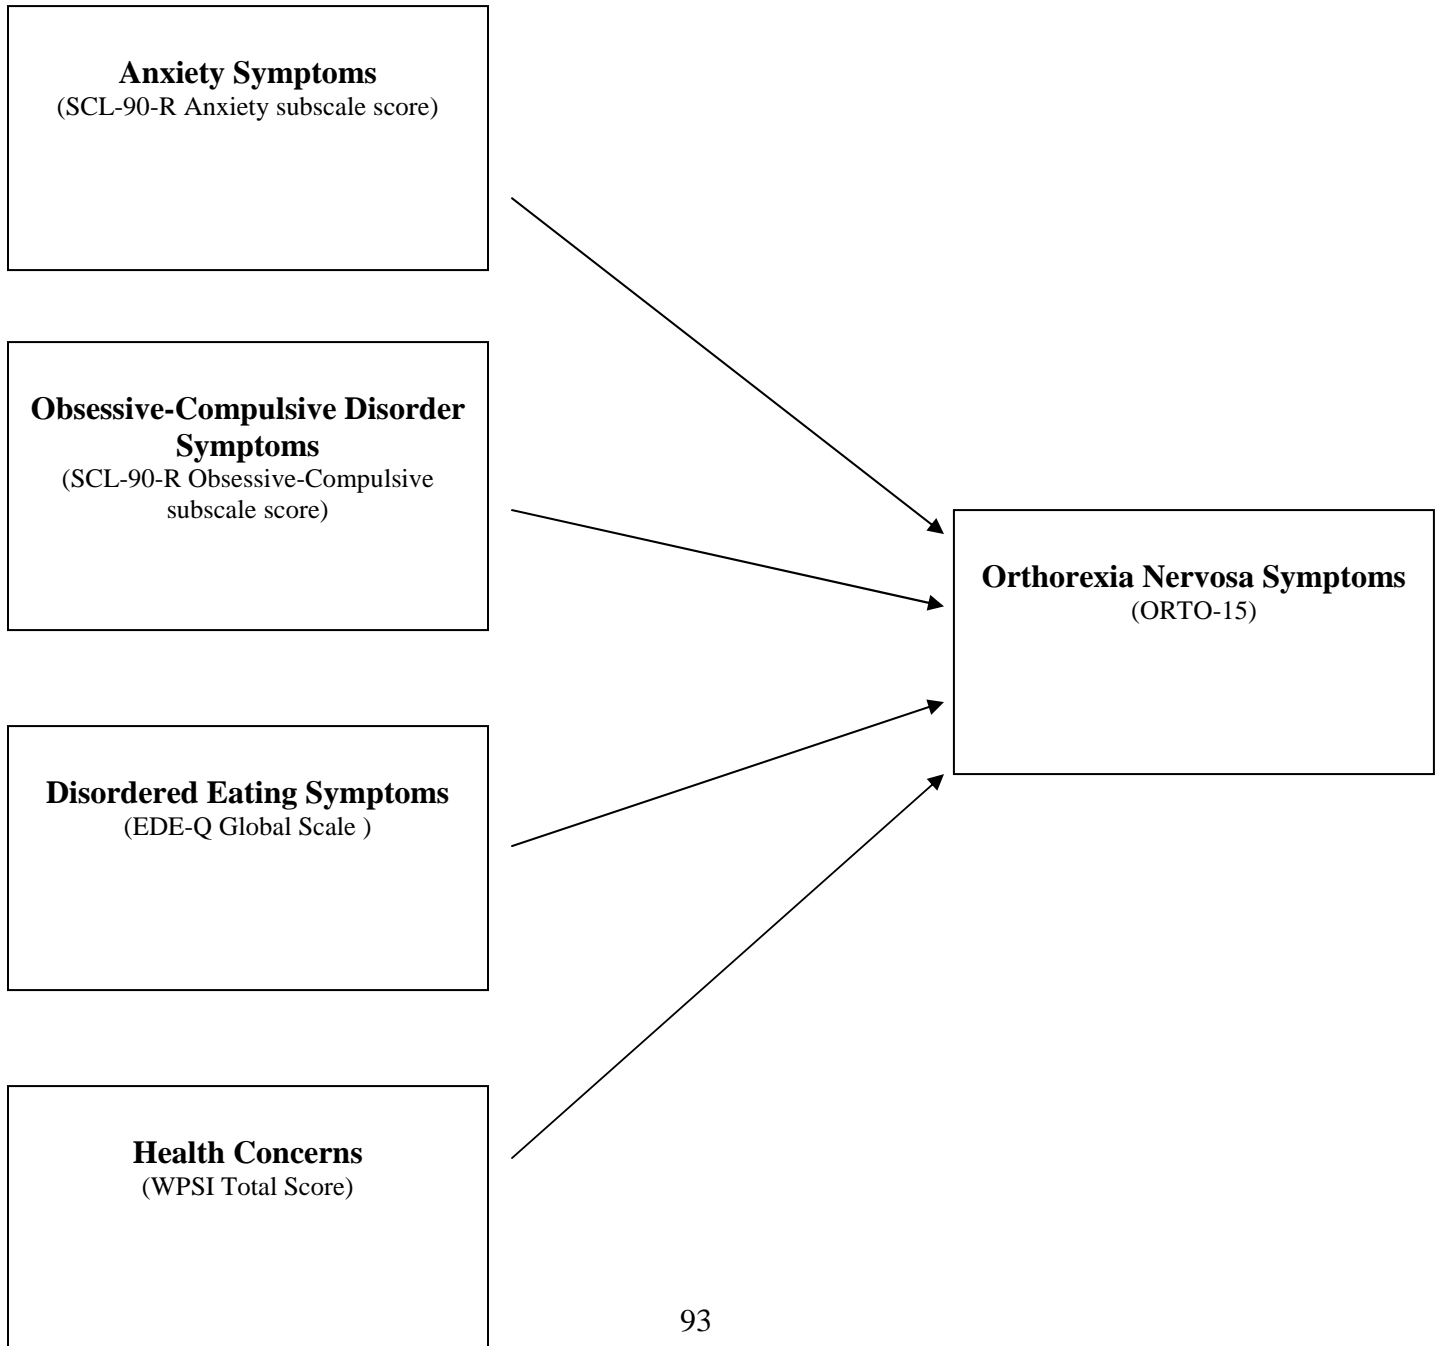 Anxiety Symptoms
(SCL-90-R Anxiety subscale score)
Obsessive-Compulsive Disorder
Symptoms
(SCL-90-R Obsessive-Compulsive
subscale score)
Orthorexia Nervosa Symptoms
(ORTO-15)
Disordered Eating Symptoms
(EDE-Q Global Scale )
Health Concerns
(WPSI Total Score)
93